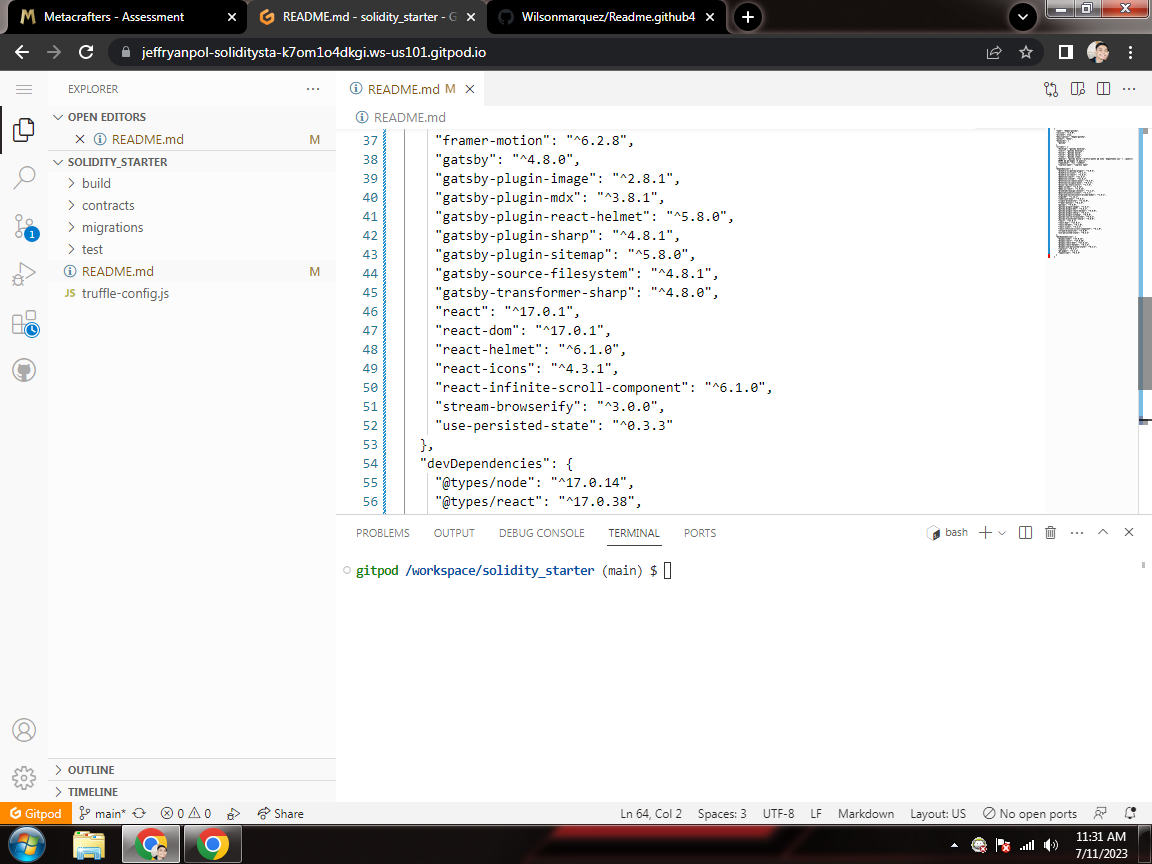 Metacrafters - Assessment
README.md - solidity_starter - G
Wilsonmarquez/Readme.github4
jeffryanpol-soliditysta-k7om1o4dkgi.ws-us101.gitpod.io
EXPLORER
OPEN EDITORS
README.md M
SOLIDITY_STARTER
build
contracts
migrations
test
README.md M
JS truffle-config.js
OUTLINE
TIMELINE
1
README.md M
README.md
37 "framer-motion": "^6.2.8",
38 "gatsby": "^4.8.0",
39 "gatsby-plugin-image": "^2.8.1",
40 "gatsby-plugin-mdx": "^3.8.1",
41 "gatsby-plugin-react-helmet": "^5.8.0",
42 "gatsby-plugin-sharp": "^4.8.1",
43 "gatsby-plugin-sitemap": "^5.8.0",
44 "gatsby-source-filesystem": "^4.8.1",
45 "gatsby-transformer-sharp": "^4.8.0",
46 "react": "^17.0.1",
47 "react-dom": "^17.0.1",
48 "react-helmet": "^6.1.0",
49 "react-icons": "^4.3.1",
50 "react-infinite-scroll-component": "^6.1.0",
51 "stream-browserify": "^3.0.0",
52 "use-persisted-state": "^0.3.3"
53 },
54 "devDependencies": {
55 "@types/node": "^17.0.14",
56 "@types/react": "^17.0.38",
PROBLEMS OUTPUT DEBUG CONSOLE TERMINAL PORTS bash
gitpod /workspace/solidity_starter (main) $
Gitpod main* 0 0 Share Ln 64, Col 2 Spaces: 3 UTF-8 LF Markdown Layout: US No open ports
11:31 AM
7/11/2023